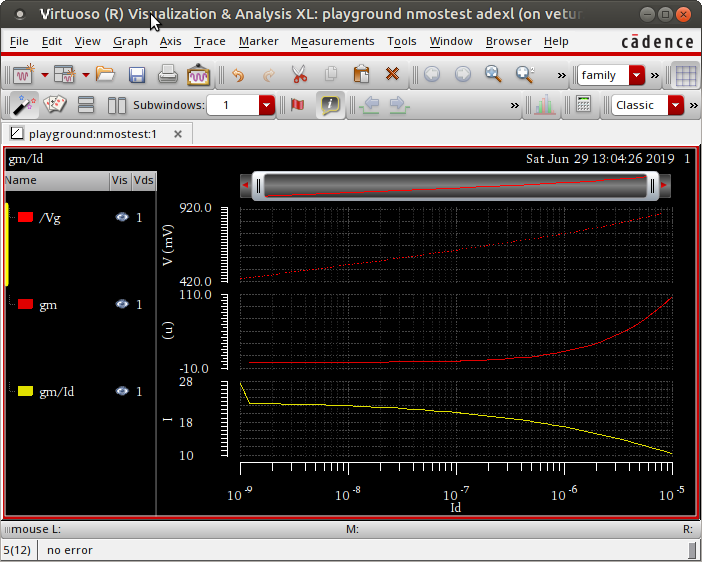 Virtuoso (R) Visualization & Analysis XL: playground nmostest adexl (on vetur
File Edit View Graph Axis Trace Marker Measurements Tools Window Browser Help cādence
» family »
Subwindows: 1 » Classic »
playground:nmostest:1
gm/Id Sat Jun 29 13:04:26 2019 1
Name Vis Vds
/Vg 1
gm 1
gm/Id 1
920.0
V (mV)
420.0
110.0
(u)
-10.0
28
18
10
10-9 10-8 10-7 10-6 10-5
Id
mouse L: M: R:
5(12) no error